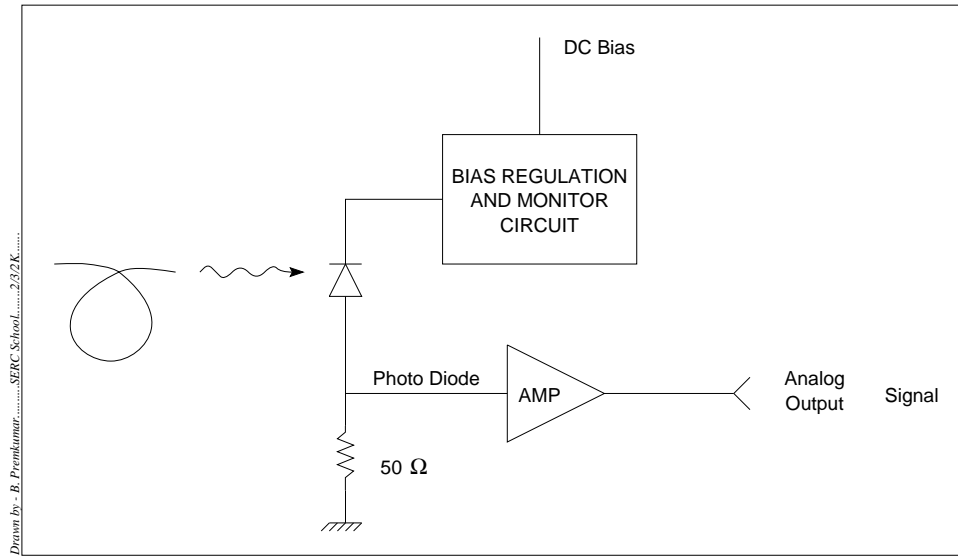 DC Bias
BIAS REGULATION
AND MONITOR
CIRCUIT
Photo Diode
AMP
Analog
Output
Signal
50 Ω
Drawn by - B. Premkumar..........SERC School........2/3/2K.......